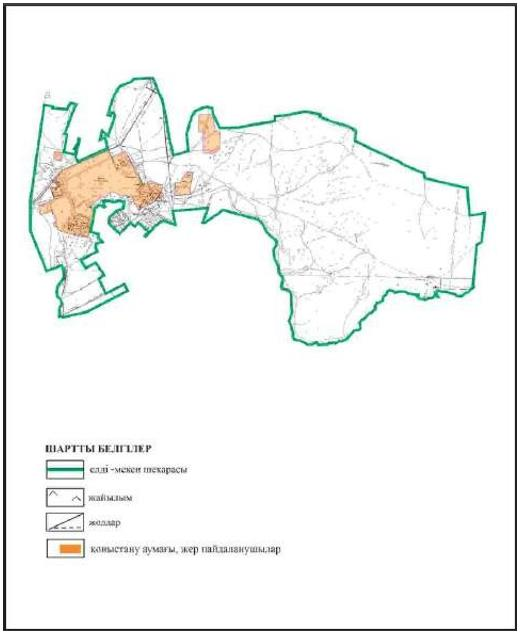 ШАРТТЫ БЕЛГІЛЕР
елді -мекен шекарасы
жайылым
жолдар
қоныстану аумағы, жер пайдаланушылар